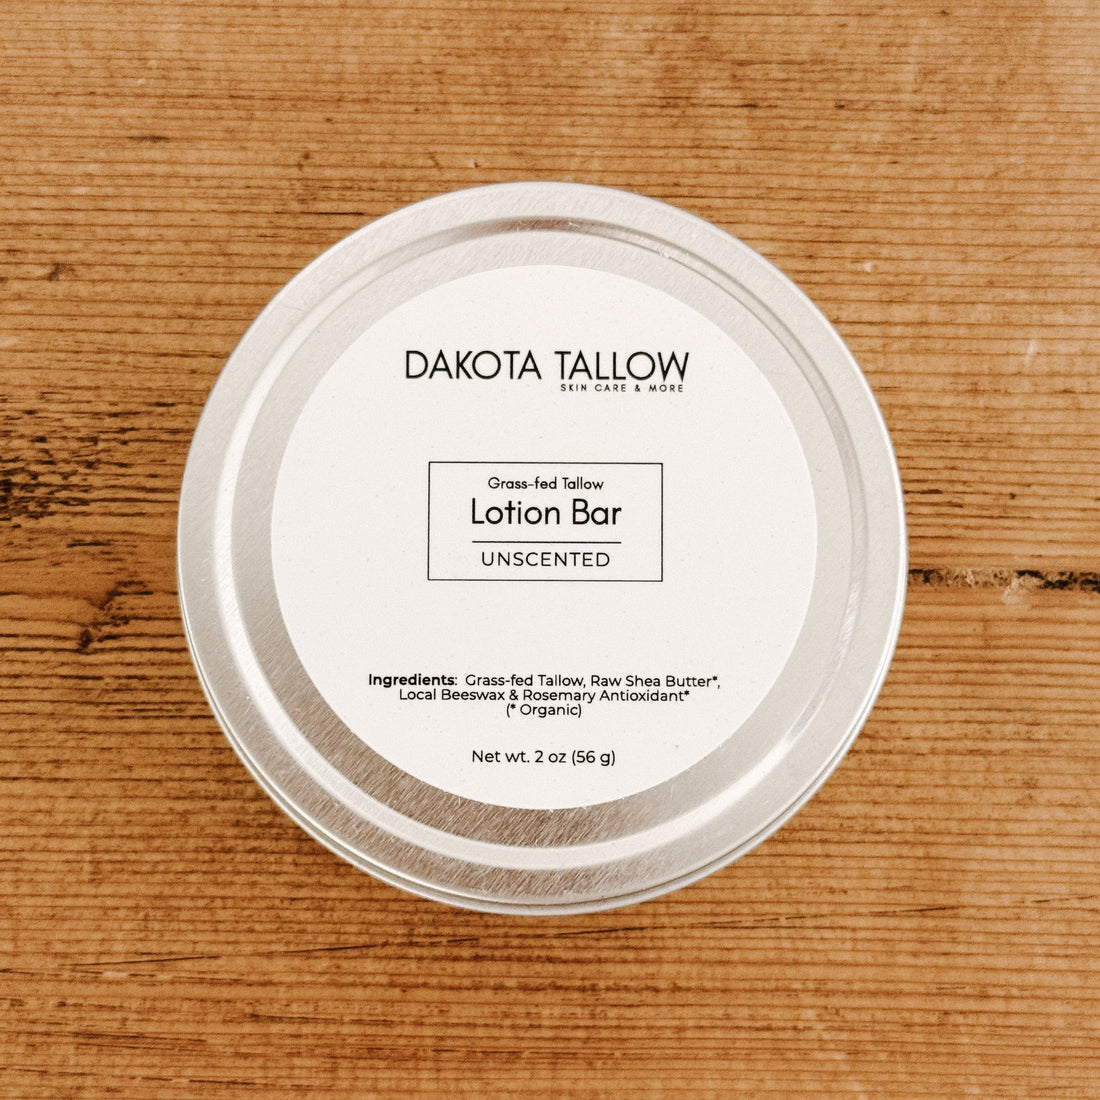 DAKOTA TALLOW
SKIN CARE & MORE
Grass-fed Tallow
Lotion Bar
UNSCENTED
Ingredients: Grass-fed Tallow, Raw Shea Butter*,
Local Beeswax & Rosemary Antioxidant*
(* Organic)
Net wt. 2 oz (56 g)